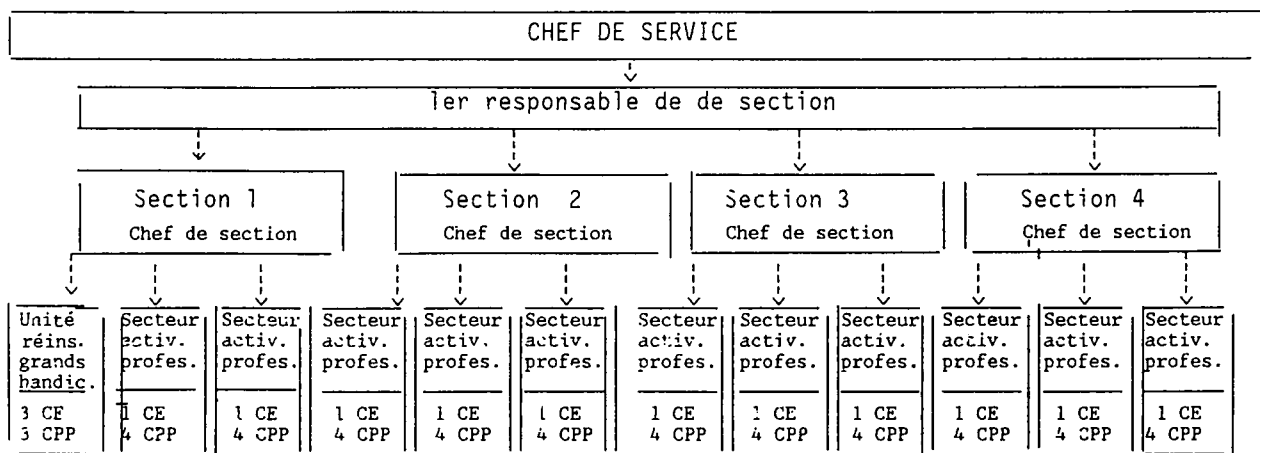 CHEF DE SERVICE
1er responsable de de section
Section 1
Chef de section
Section 2
Chef de section
Section 3
Chef de section
Section 4
Chef de section
Unité
réins.
grands
handic.
3 CE
3 CPP
Secteur
activ.
profes.
1 CE
4 CPP
Secteur
activ.
profes.
1 CE
4 CPP
Secteur
activ.
profes.
1 CE
4 CPP
Secteur
activ.
profes.
1 CE
4 CPP
Secteur
activ.
profes.
1 CE
4 CPP
Secteur
activ.
profes.
1 CE
4 CPP
Secteur
activ.
profes.
1 CE
4 CPP
Secteur
activ.
profes.
1 CE
4 CPP
Secteur
activ.
profes.
1 CE
4 CPP
Secteur
activ.
profes.
1 CE
4 CPP
Secteur
activ.
profes.
1 CE
4 CPP